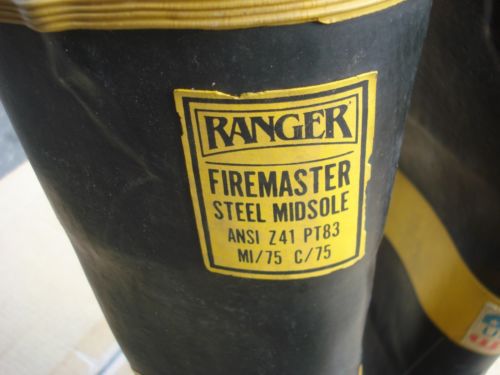 RANGER
FIREMASTER
STEEL MIDSOLE
ANSI Z41 PT83
MI/75 C/75